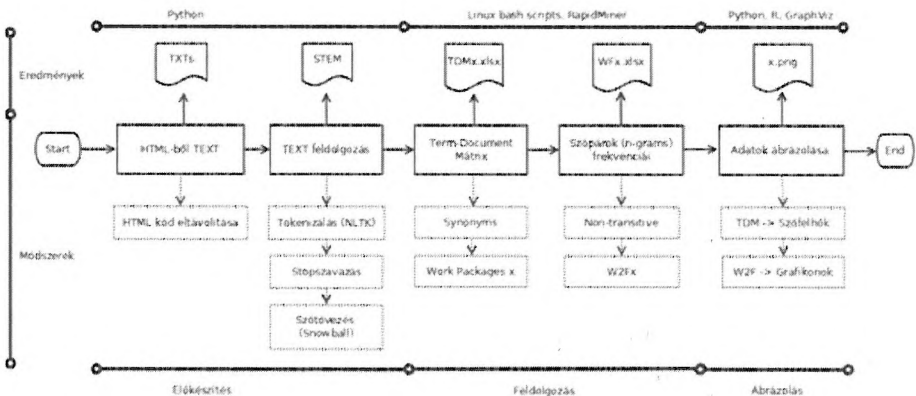 Python
Linux bash scripts, RapidMiner
Python, R, GraphViz
Eredmények
TXTs
STEM
TDMx.xlsx
WFx.xlsx
x.png
Start
HTML-ből TEXT
TEXT feldolgozás
Term-Document
Mátrix
Szópárok (n-grams)
frekvenciái
Adatok ábrázolása
End
Módszerek
HTML kód eltávolítása
Tokenizálás (NLTK)
Synonyms
Non-transitive
TDM -> Szófelhők
Stopszavazás
Work Packages x
W2Fx
W2F -> Grafikonok
Szótövezés
(Snowball)
Előkészítés
Feldolgozás
Ábrázolás